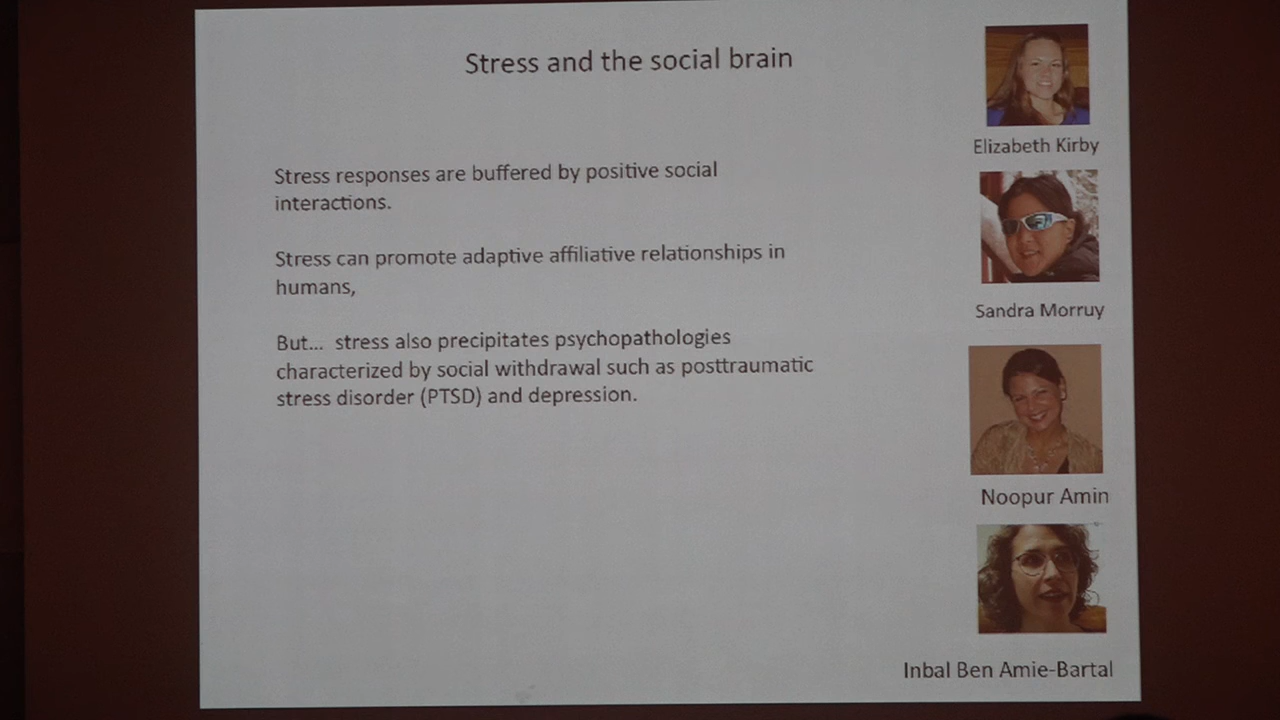 Stress and the social brain
Stress responses are buffered by positive social
interactions.
Stress can promote adaptive affiliative relationships in
humans,
But... stress also precipitates psychopathologies
characterized by social withdrawal such as posttraumatic
stress disorder (PTSD) and depression.
Elizabeth Kirby
Sandra Morruy
Noopur Amin
Inbal Ben Amie-Bartal